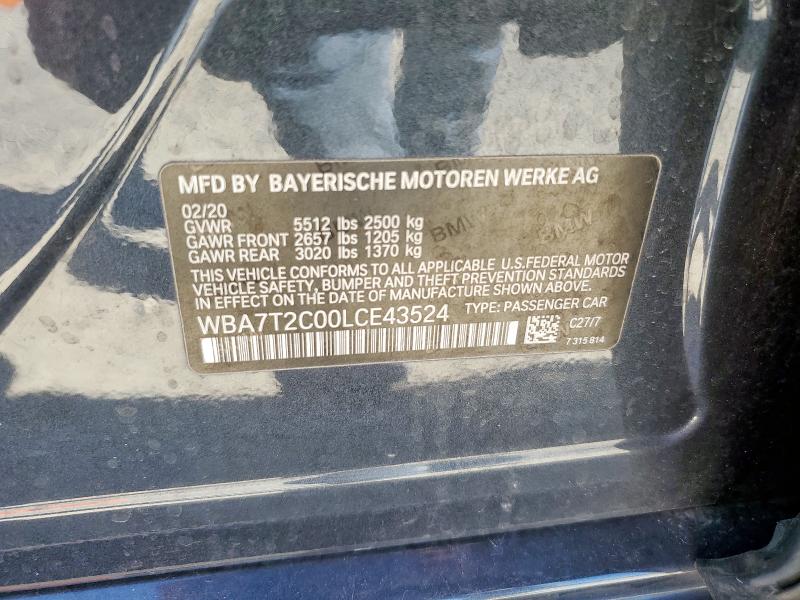 MFD BY BAYERISCHE MOTOREN WERKE AG
02/20
GVWR 5512 lbs 2500 kg
GAWR FRONT 2657 lbs 1205 kg
GAWR REAR 3020 lbs 1370 kg
THIS VEHICLE CONFORMS TO ALL APPLICABLE U.S.FEDERAL MOTOR
VEHICLE SAFETY, BUMPER AND THEFT PREVENTION STANDARDS
IN EFFECT ON THE DATE OF MANUFACTURE SHOWN ABOVE.
WBA7T2C00LCE43524 TYPE: PASSENGER CAR
C27/7
7 315 814